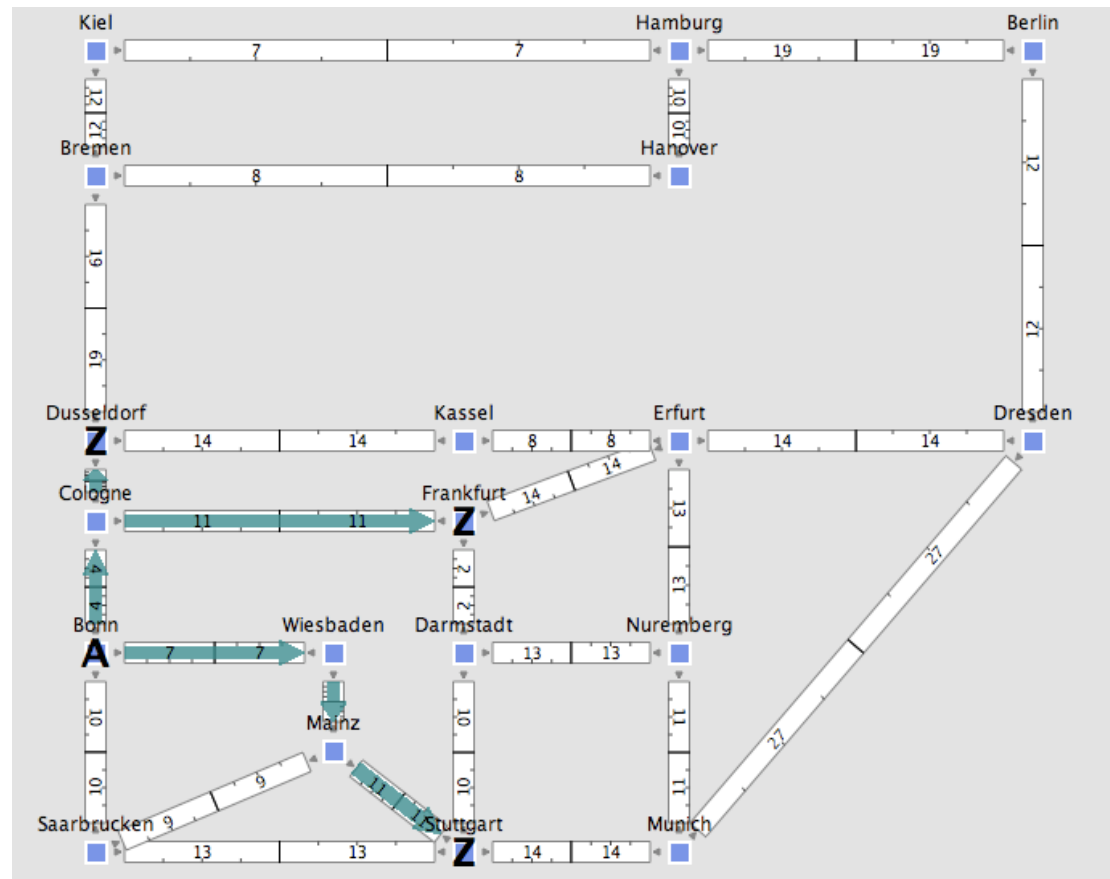 Kiel Hamburg Berlin
7 7 19 19
12 10
12 10
Bremen Hanover
8 8
12
19
12
19
Dusseldorf Kassel Erfurt Dresden
Z 14 14 8 8 14 14
14 14
Cologne Frankfurt
11 11 Z
13
27
4 2
4 2
13
Bonn Wiesbaden Darmstadt Nuremberg
A 7 7 13 13
10 10 11
Mainz
27
9 11
10 10 11
9 11
Saarbrucken Stuttgart Munich
13 13 Z 14 14